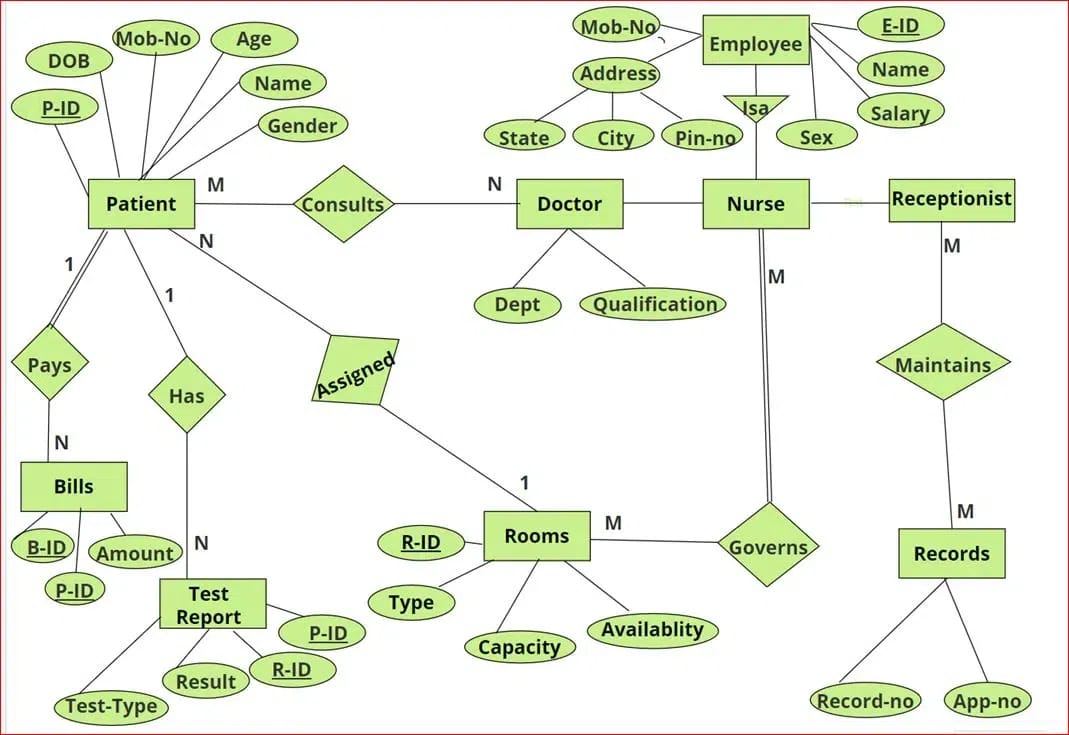 Mob-No
Age
DOB
Name
P-ID
Gender
Mob-No
Employee
E-ID
Address
Name
Isa
Salary
State
City
Pin-no
Sex
Patient
M
Consults
N
Doctor
Nurse
Receptionist
N
1
1
M
M
Dept
Qualification
Pays
Has
Assigned
Maintains
N
1
Bills
B-ID
Amount
P-ID
N
R-ID
Rooms
M
Governs
M
Records
Type
Capacity
Availablity
Test
Report
P-ID
R-ID
Result
Test-Type
Record-no
App-no